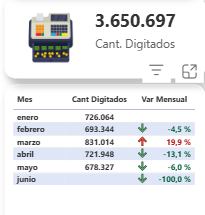 3.650.697
Cant. Digitados
Mes Cant Digitados Var Mensual
enero 726.064
febrero 693.344 -4,5 %
marzo 831.014 19,9 %
abril 721.948 -13,1 %
mayo 678.327 -6,0 %
junio -100,0 %